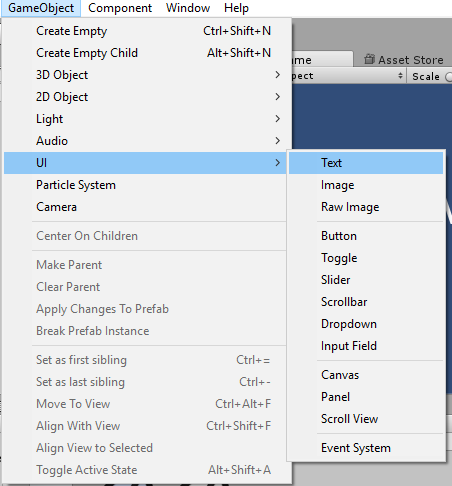 GameObject Component Window Help
Create Empty Ctrl+Shift+N
Create Empty Child Alt+Shift+N
3D Object
2D Object
Light
Audio
UI
Particle System
Camera
Center On Children
Make Parent
Clear Parent
Apply Changes To Prefab
Break Prefab Instance
Set as first sibling Ctrl+=
Set as last sibling Ctrl+-
Move To View Ctrl+Alt+F
Align With View Ctrl+Shift+F
Align View to Selected
Toggle Active State Alt+Shift+A
Asset Store
Scale
Text
Image
Raw Image
Button
Toggle
Slider
Scrollbar
Dropdown
Input Field
Canvas
Panel
Scroll View
Event System